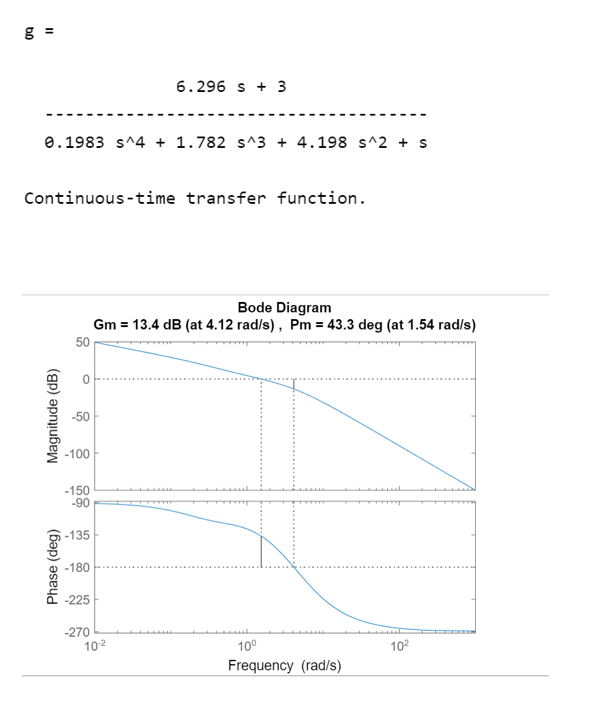 g =
6.296 s + 3
-------------------------------------
0.1983 s^4 + 1.782 s^3 + 4.198 s^2 + s
Continuous-time transfer function.
Bode Diagram
Gm = 13.4 dB (at 4.12 rad/s) , Pm = 43.3 deg (at 1.54 rad/s)
Magnitude (dB)
50
0
-50
-100
-150
Phase (deg)
-90
-135
-180
-225
-270
10^-2
10^0
10^2
Frequency (rad/s)